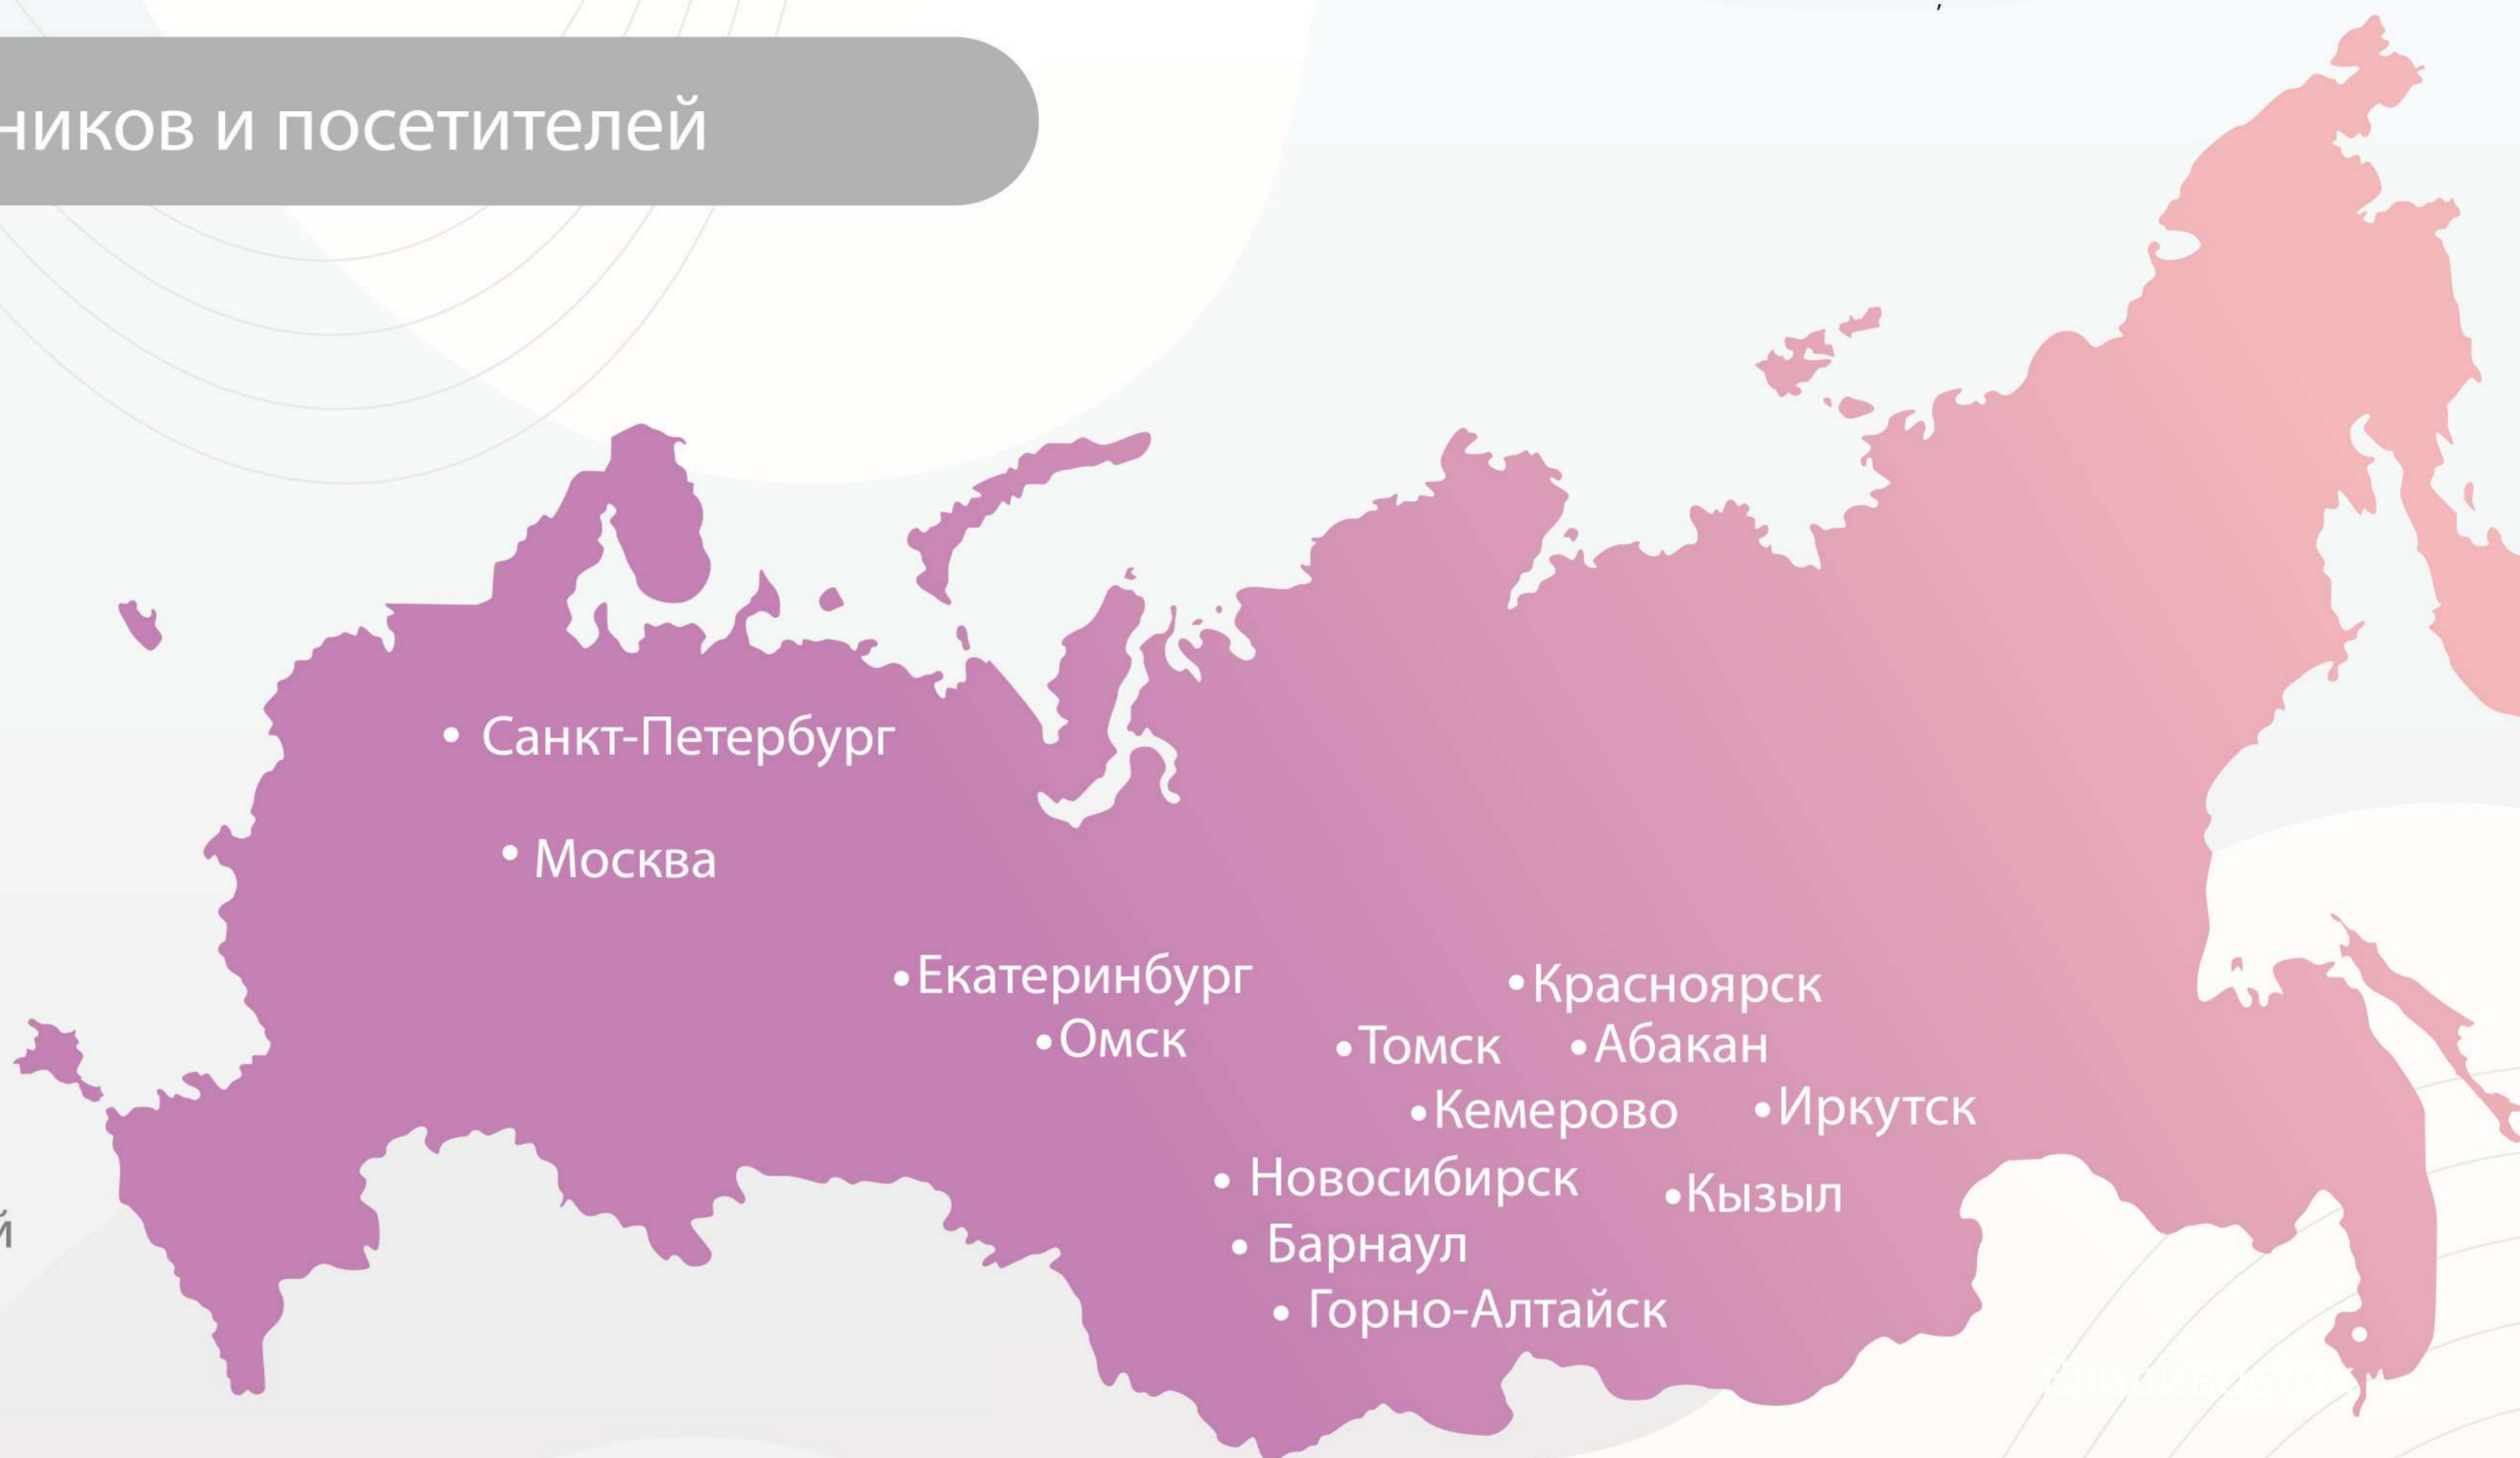 ников и посетителей
• Санкт-Петербург
• Москва
•Екатеринбург
•Красноярск
•Омск
•Томск
•Абакан
•Кемерово
•Иркутск
• Новосибирск
•Кызыл
• Барнаул
й
• Горно-Алтайск